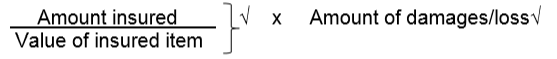 Amount insured
Value of insured item } √ x Amount of damages/loss√